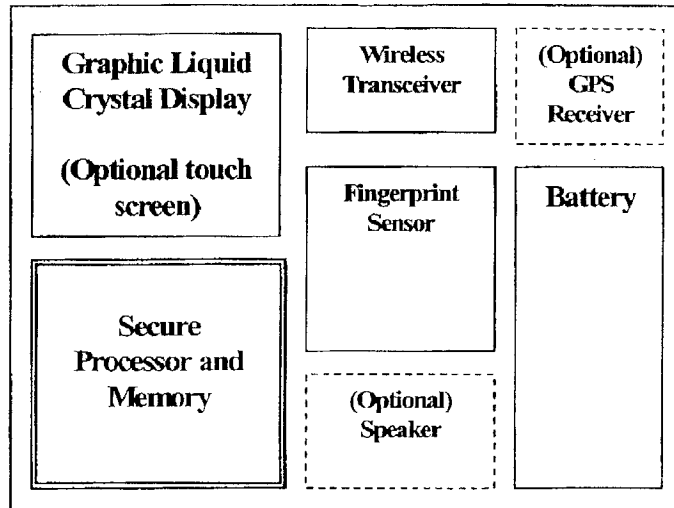 Graphic Liquid
Crystal Display
(Optional touch
screen)
Wireless
Transceiver
(Optional)
GPS
Receiver
Fingerprint
Sensor
Battery
Secure
Processor and
Memory
(Optional)
Speaker